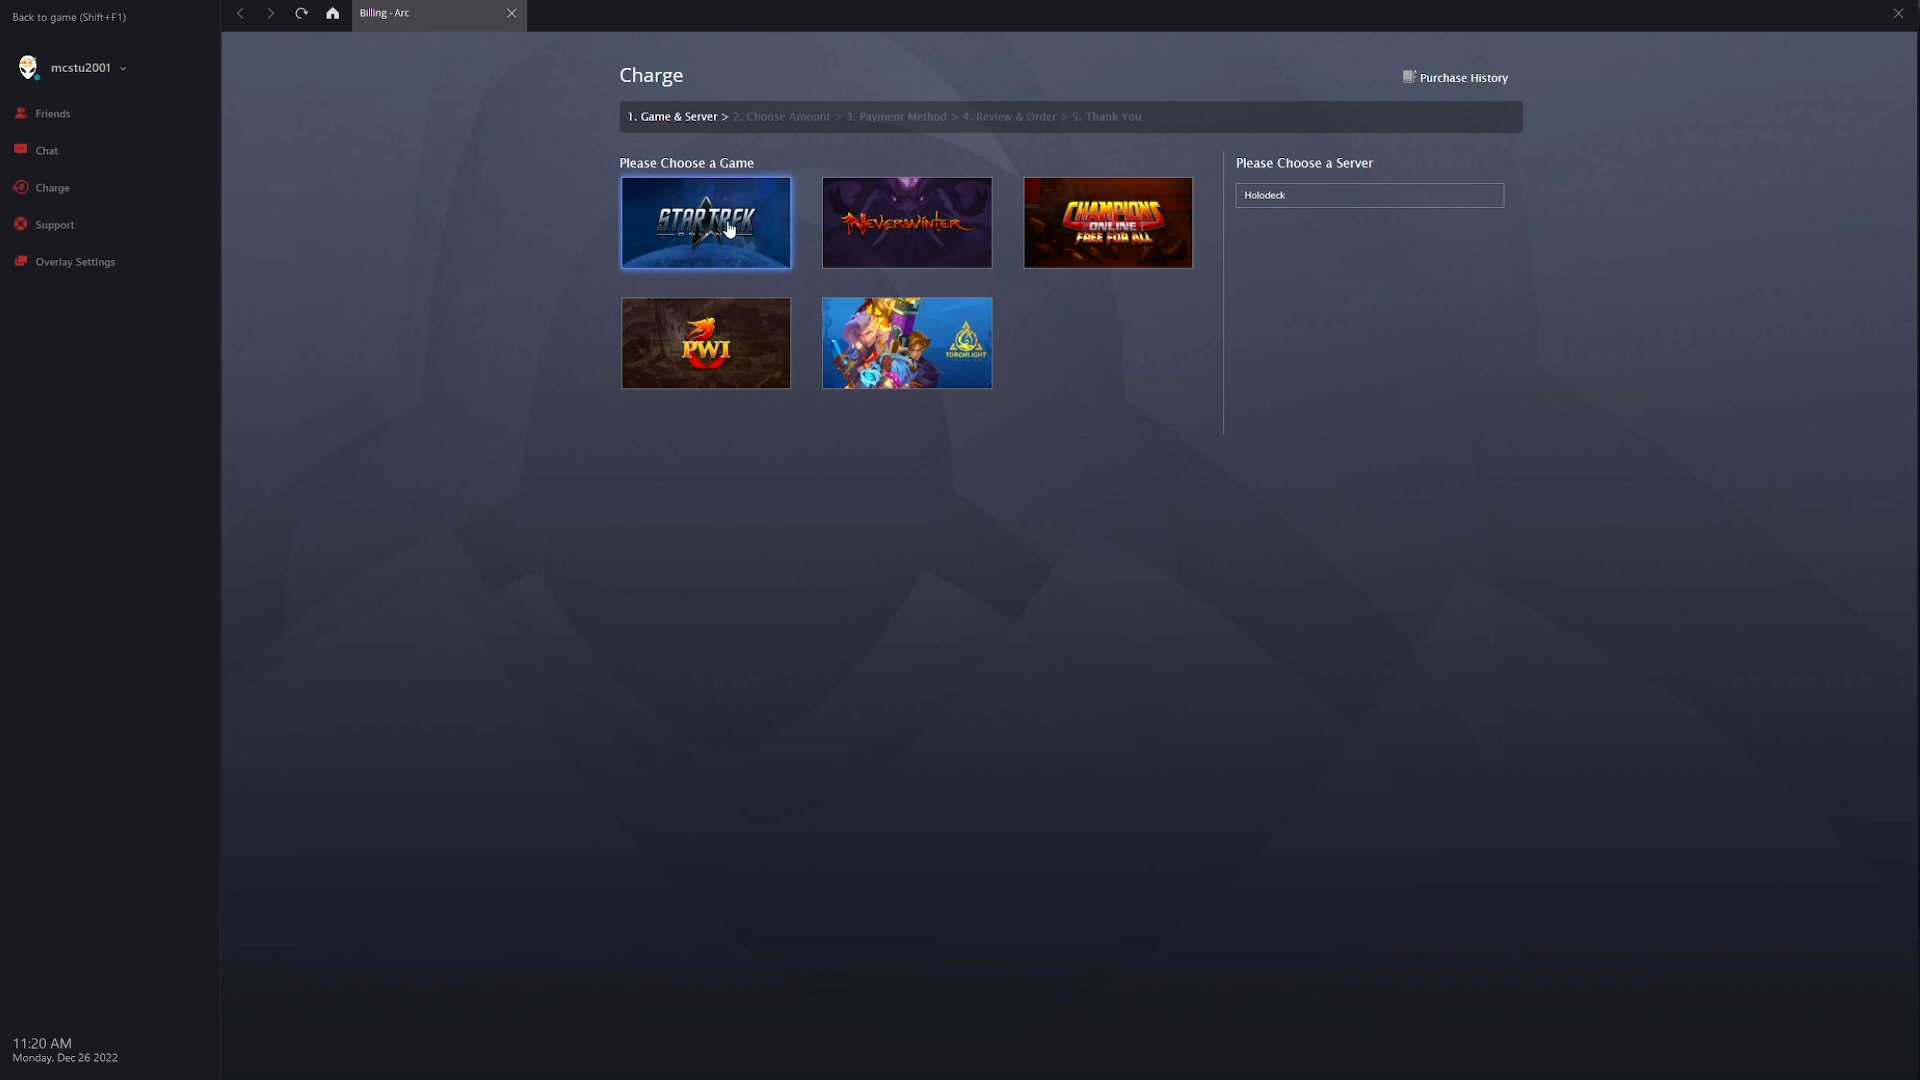 Back to game (Shift+F1)
Billing - Arc
mcstu2001
Friends
Chat
Charge
Support
Overlay Settings
Charge
Purchase History
1. Game & Server > 2. Choose Amount > 3. Payment Method > 4. Review & Order > 5. Thank You
Please Choose a Game
Please Choose a Server
Holodeck
STAR TREK
ONLINE
NEVERWINTER
CHAMPIONS
ONLINE
FREE FOR ALL
PWI
TORCHLIGHT
11:20 AM
Monday, Dec 26 2022